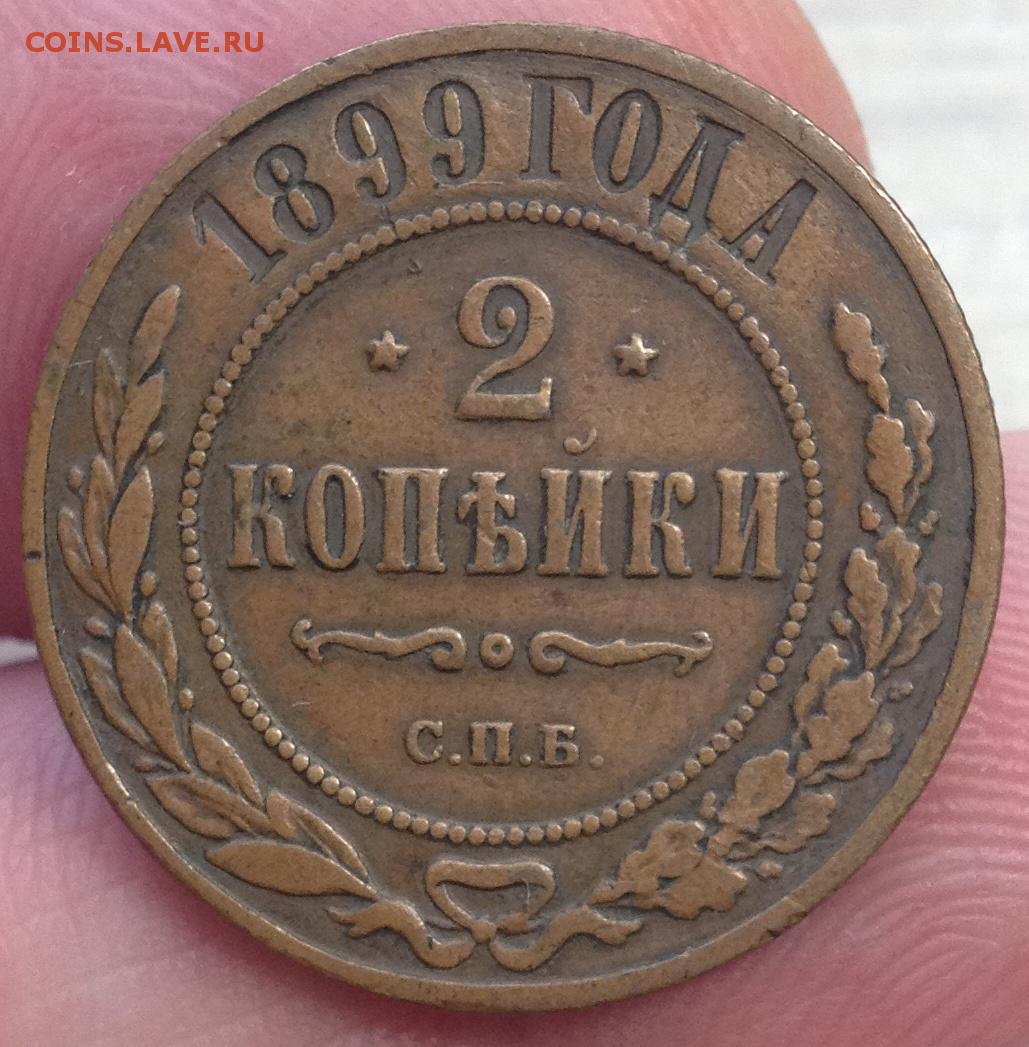 COINS.LAVE.RU
1899 ГОДА
2
КОПѢЙКИ
С.П.Б.